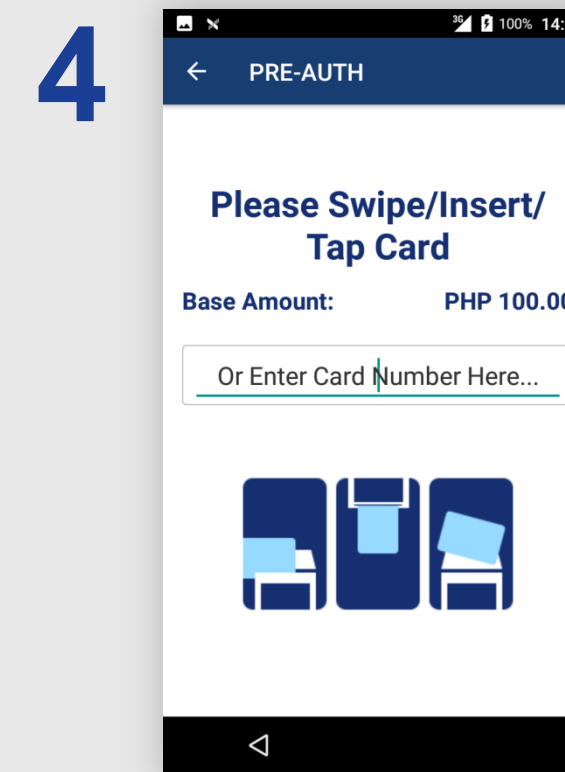 4
3G 100% 14:
PRE-AUTH
Please Swipe/Insert/
Tap Card
Base Amount: PHP 100.00
Or Enter Card Number Here...